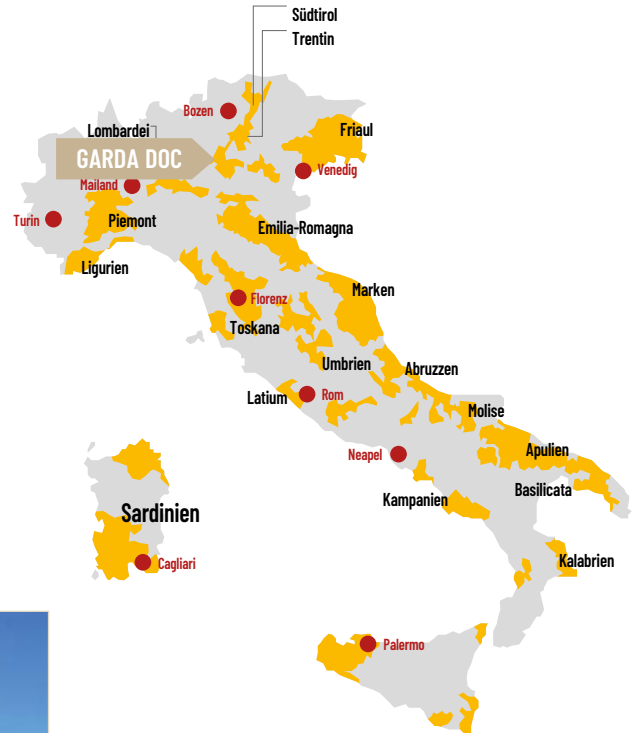 Südtirol
Trentin
Bozen
Lombardei
Friaul
GARDA DOC
Venedig
Mailand
Turin
Piemont
Emilia-Romagna
Ligurien
Marken
Florenz
Toskana
Umbrien
Abruzzen
Latium
Rom
Molise
Neapel
Apulien
Basilicata
Kampanien
Sardinien
Kalabrien
Cagliari
Palermo